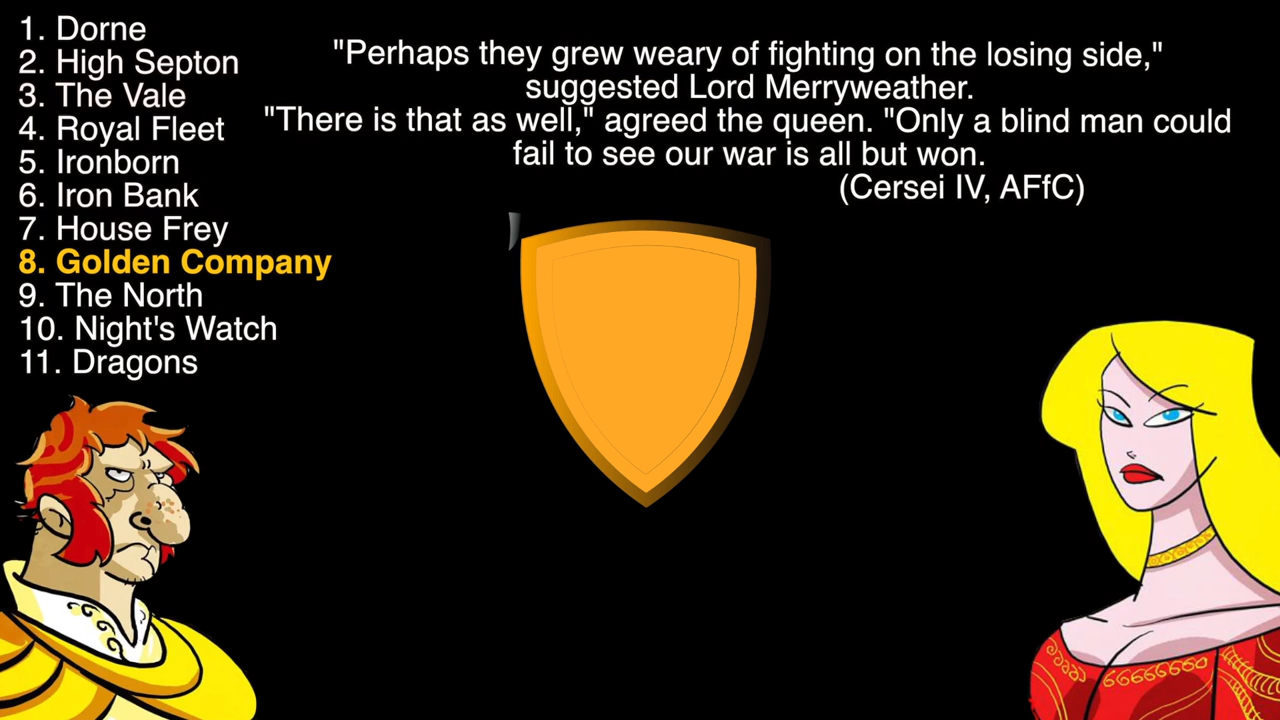 1. Dorne
2. High Septon
3. The Vale
4. Royal Fleet
5. Ironborn
6. Iron Bank
7. House Frey
8. Golden Company
9. The North
10. Night's Watch
11. Dragons
"Perhaps they grew weary of fighting on the losing side,"
suggested Lord Merryweather.
"There is that as well," agreed the queen. "Only a blind man could
fail to see our war is all but won.
(Cersei IV, AFfC)